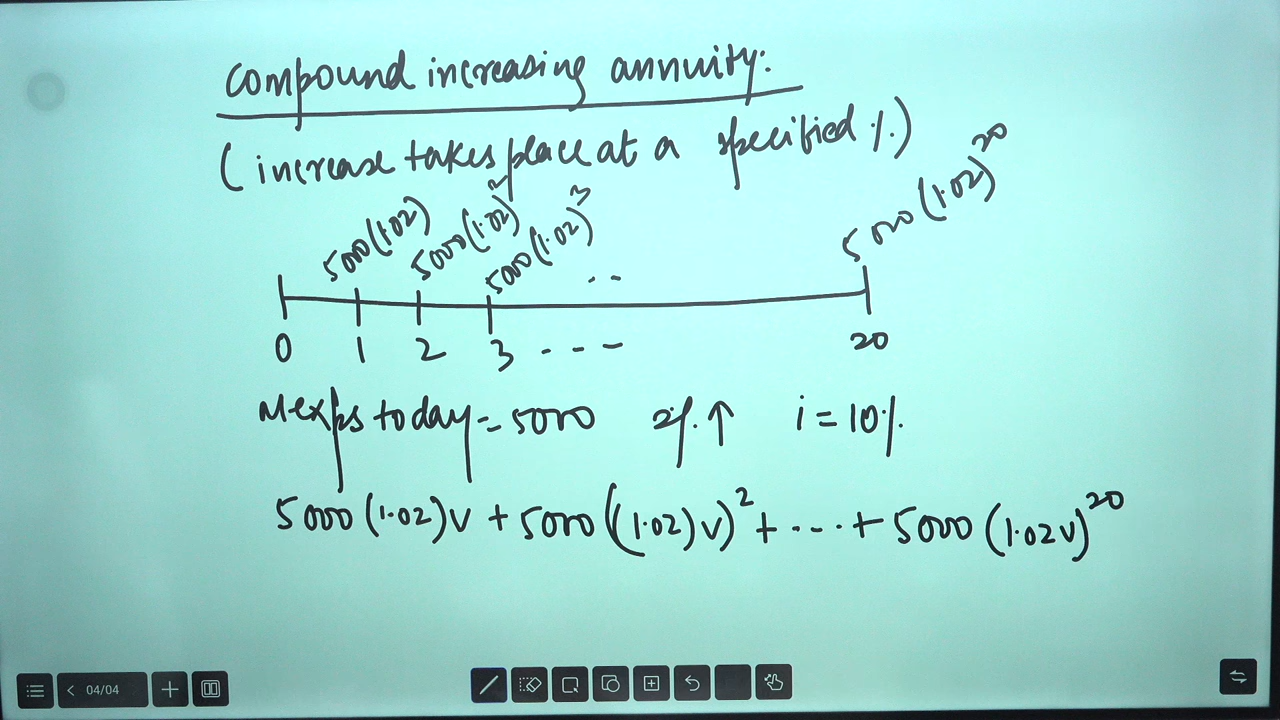 compound increasing annuity:
(increase takes place at a specified %)
5000(1.02) 5000(1.02)² 5000(1.02)³ .. 5000(1.02)²⁰
0 1 2 3 - - - 20
M exps today = 5000 2% ↑ i = 10%
5000(1.02)v + 5000((1.02)v)² + ... + 5000(1.02v)²⁰
04/04